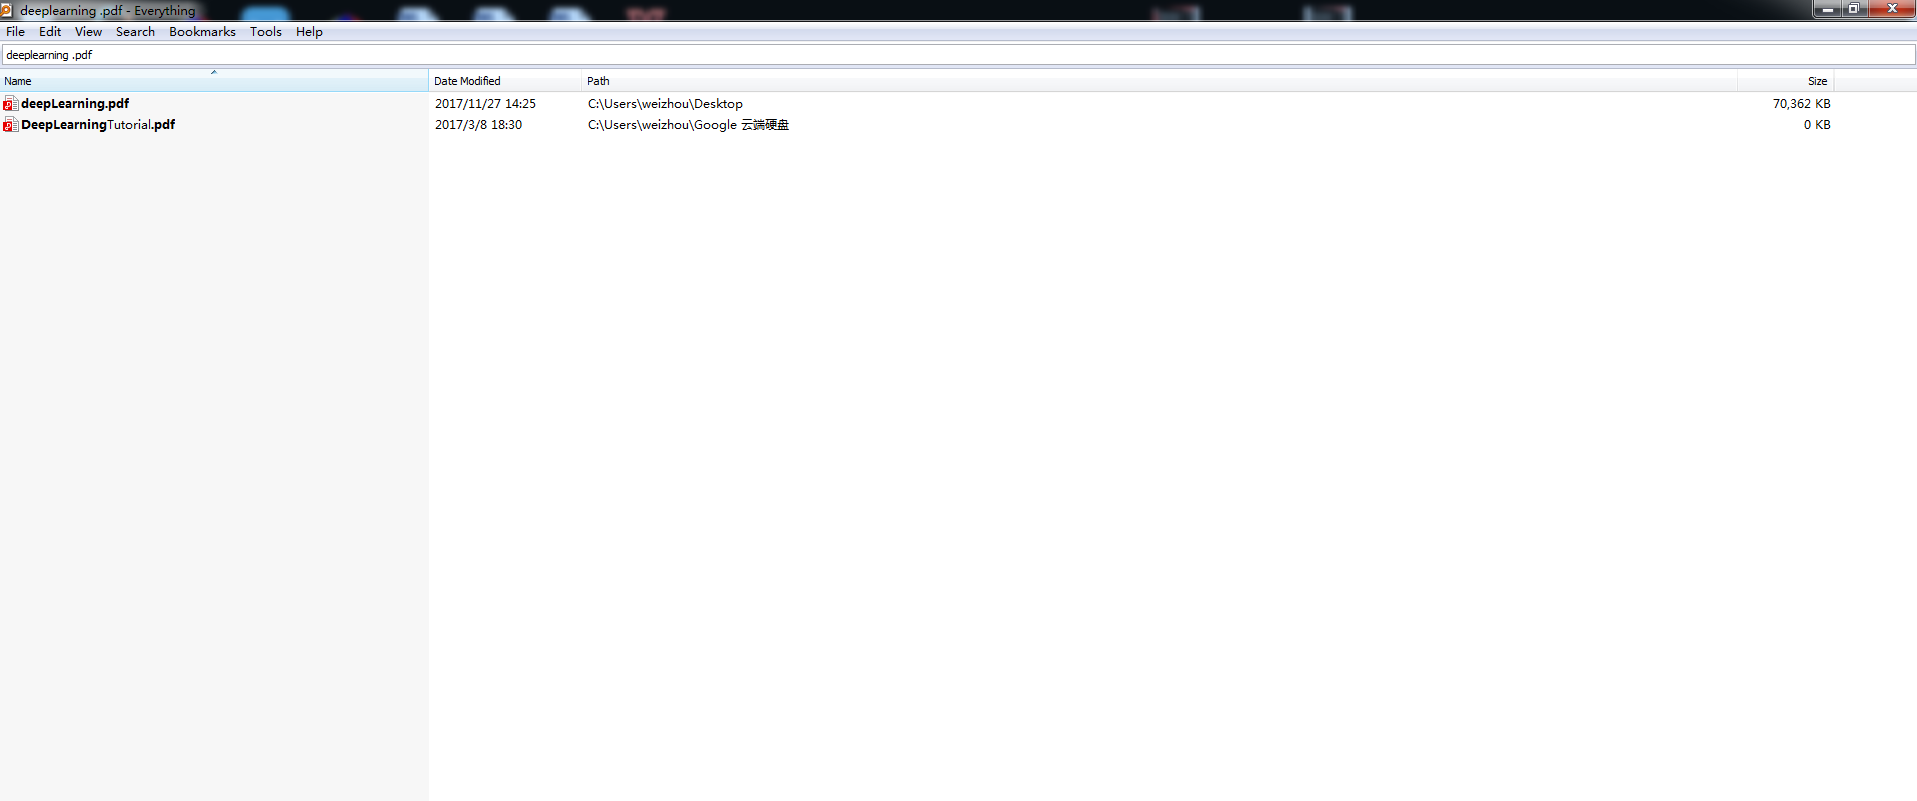 deeplearning .pdf - Everything
File Edit View Search Bookmarks Tools Help
deeplearning .pdf
Name Date Modified Path Size
deepLearning.pdf 2017/11/27 14:25 C:\Users\weizhou\Desktop 70,362 KB
DeepLearningTutorial.pdf 2017/3/8 18:30 C:\Users\weizhou\Google 云端硬盘 0 KB